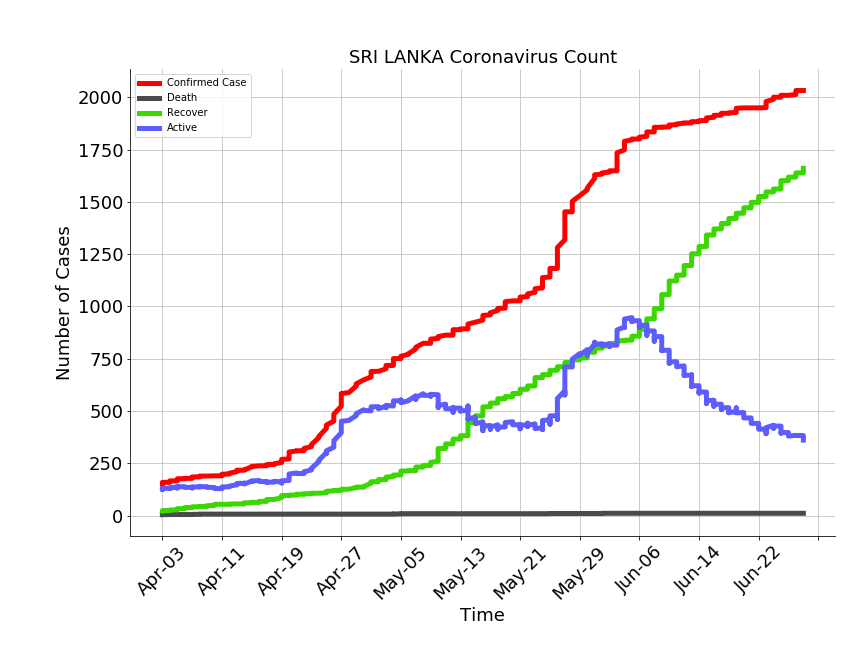 SRI LANKA Coronavirus Count
Confirmed Case
Death
Recover
Active
Number of Cases
2000
1750
1500
1250
1000
750
500
250
0
Apr-03
Apr-11
Apr-19
Apr-27
May-05
May-13
May-21
May-29
Jun-06
Jun-14
Jun-22
Time